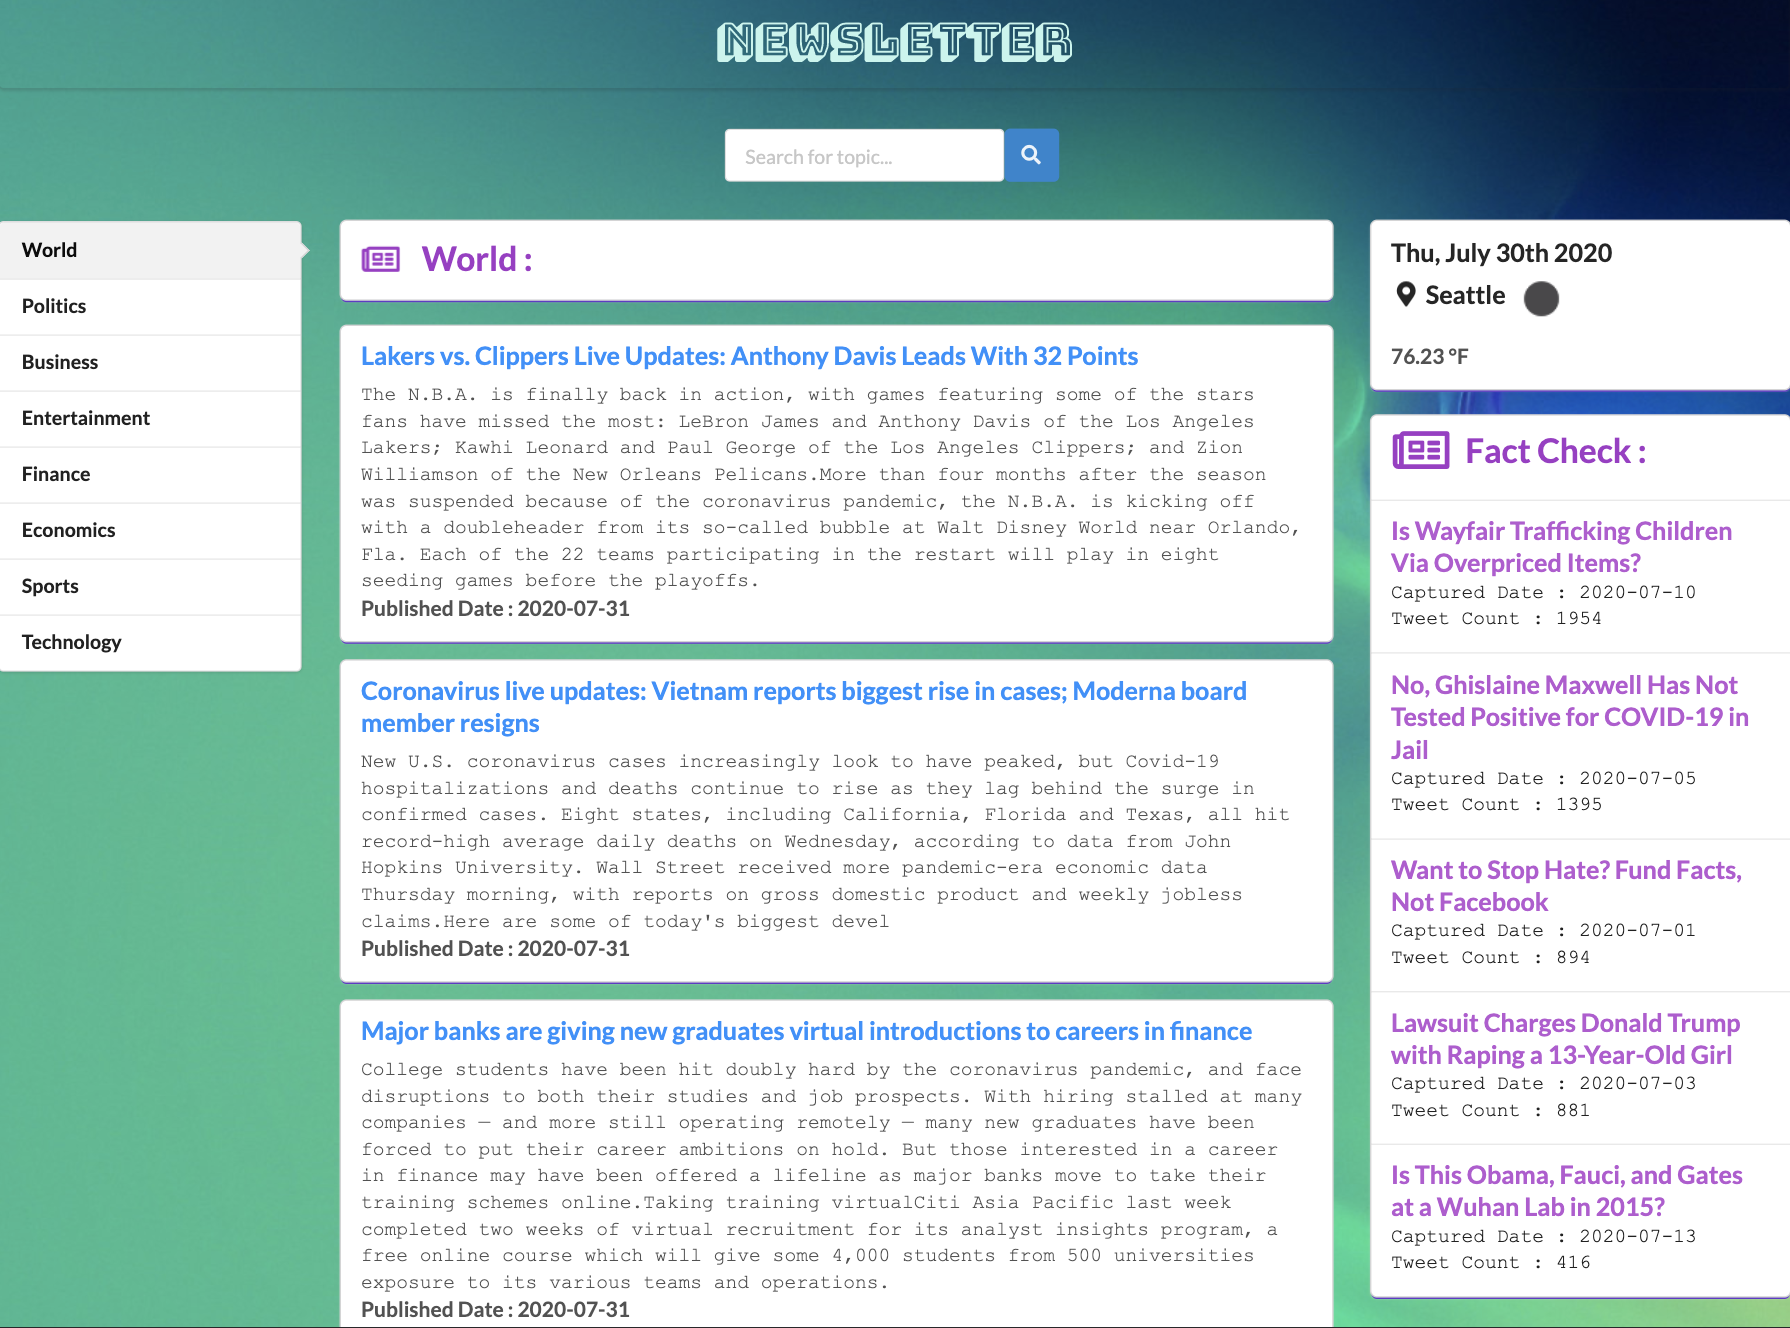 NEWSLETTER
Search for topic...
World
Politics
Business
Entertainment
Finance
Economics
Sports
Technology
World :
Lakers vs. Clippers Live Updates: Anthony Davis Leads With 32 Points
The N.B.A. is finally back in action, with games featuring some of the stars
fans have missed the most: LeBron James and Anthony Davis of the Los Angeles
Lakers; Kawhi Leonard and Paul George of the Los Angeles Clippers; and Zion
Williamson of the New Orleans Pelicans.More than four months after the season
was suspended because of the coronavirus pandemic, the N.B.A. is kicking off
with a doubleheader from its so-called bubble at Walt Disney World near Orlando,
Fla. Each of the 22 teams participating in the restart will play in eight
seeding games before the playoffs.
Published Date : 2020-07-31
Coronavirus live updates: Vietnam reports biggest rise in cases; Moderna board
member resigns
New U.S. coronavirus cases increasingly look to have peaked, but Covid-19
hospitalizations and deaths continue to rise as they lag behind the surge in
confirmed cases. Eight states, including California, Florida and Texas, all hit
record-high average daily deaths on Wednesday, according to data from John
Hopkins University. Wall Street received more pandemic-era economic data
Thursday morning, with reports on gross domestic product and weekly jobless
claims.Here are some of today's biggest devel
Published Date : 2020-07-31
Major banks are giving new graduates virtual introductions to careers in finance
College students have been hit doubly hard by the coronavirus pandemic, and face
disruptions to both their studies and job prospects. With hiring stalled at many
companies — and more still operating remotely — many new graduates have been
forced to put their career ambitions on hold. But those interested in a career
in finance may have been offered a lifeline as major banks move to take their
training schemes online.Taking training virtualCiti Asia Pacific last week
completed two weeks of virtual recruitment for its analyst insights program, a
free online course which will give some 4,000 students from 500 universities
exposure to its various teams and operations.
Published Date : 2020-07-31
Thu, July 30th 2020
Seattle
76.23 °F
Fact Check :
Is Wayfair Trafficking Children
Via Overpriced Items?
Captured Date : 2020-07-10
Tweet Count : 1954
No, Ghislaine Maxwell Has Not
Tested Positive for COVID-19 in
Jail
Captured Date : 2020-07-05
Tweet Count : 1395
Want to Stop Hate? Fund Facts,
Not Facebook
Captured Date : 2020-07-01
Tweet Count : 894
Lawsuit Charges Donald Trump
with Raping a 13-Year-Old Girl
Captured Date : 2020-07-03
Tweet Count : 881
Is This Obama, Fauci, and Gates
at a Wuhan Lab in 2015?
Captured Date : 2020-07-13
Tweet Count : 416